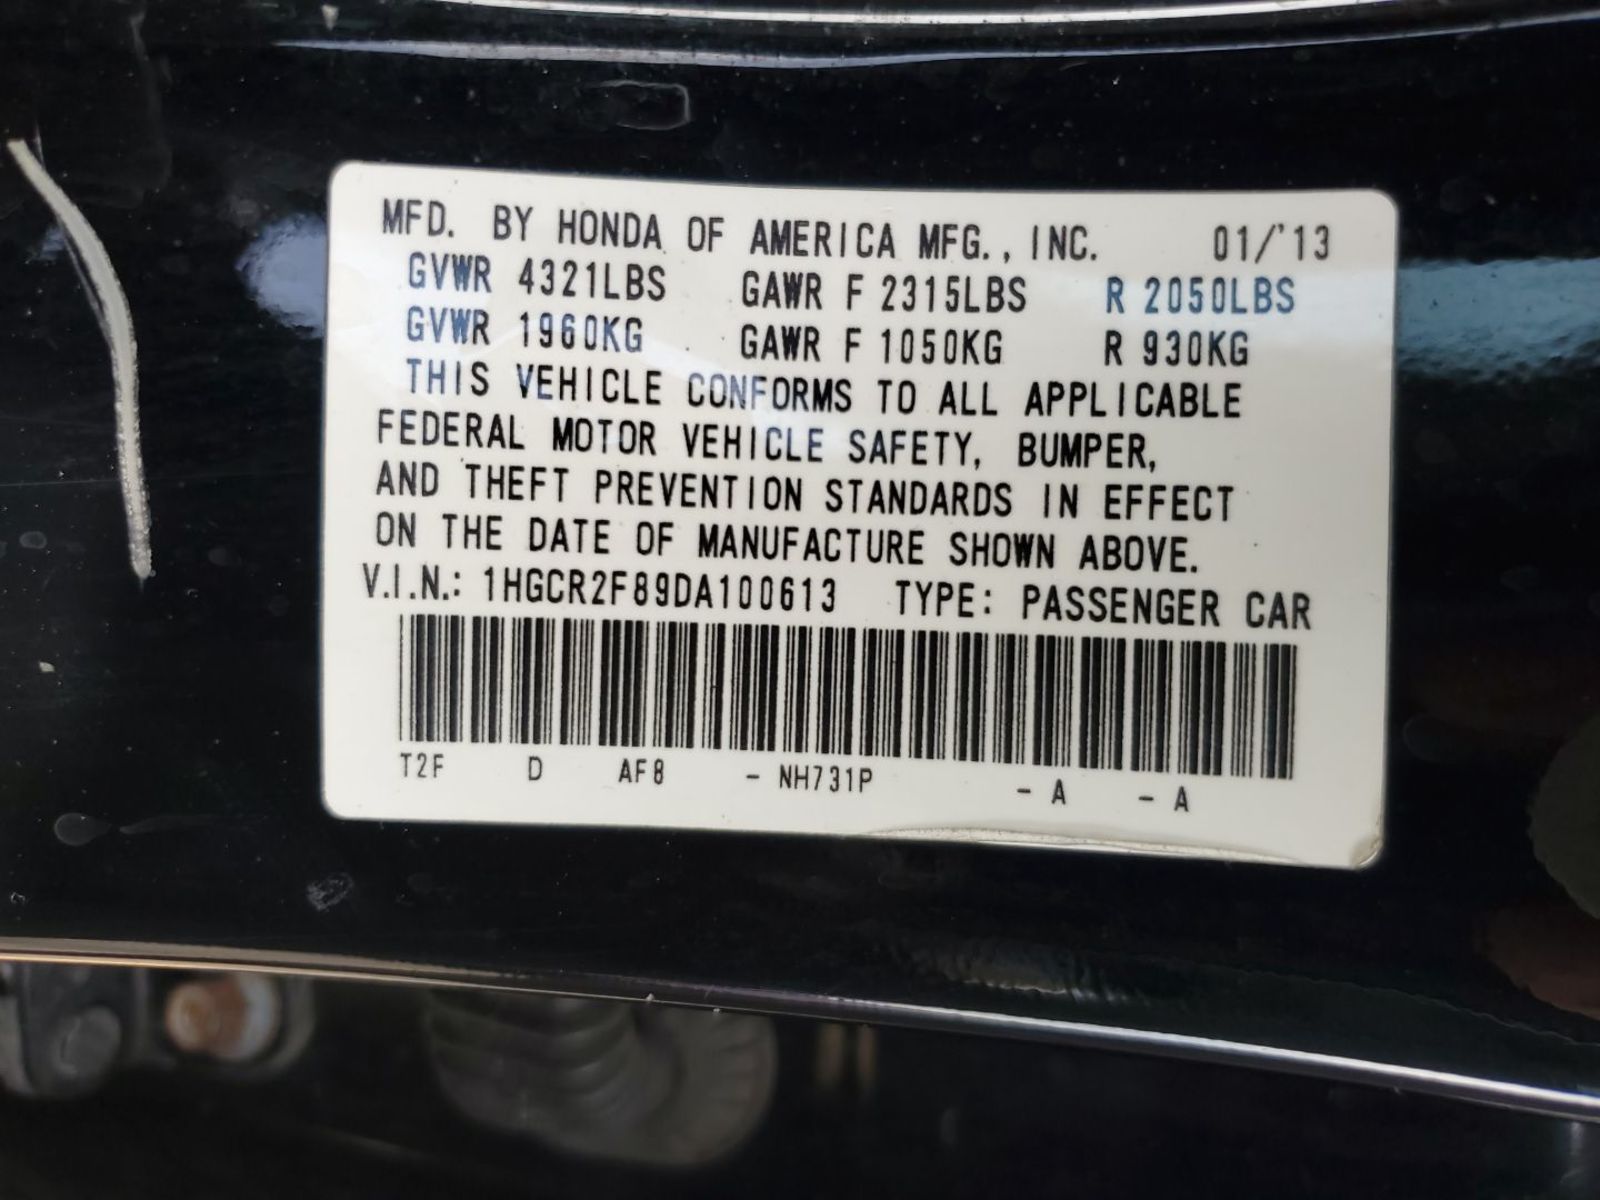 MFD. BY HONDA OF AMERICA MFG., INC. 01/'13
GVWR 4321LBS GAWR F 2315LBS R 2050LBS
GVWR 1960KG GAWR F 1050KG R 930KG
THIS VEHICLE CONFORMS TO ALL APPLICABLE
FEDERAL MOTOR VEHICLE SAFETY, BUMPER,
AND THEFT PREVENTION STANDARDS IN EFFECT
ON THE DATE OF MANUFACTURE SHOWN ABOVE.
V.I.N.: 1HGCR2F89DA100613 TYPE: PASSENGER CAR
T2F D AF8 - NH731P - A - A